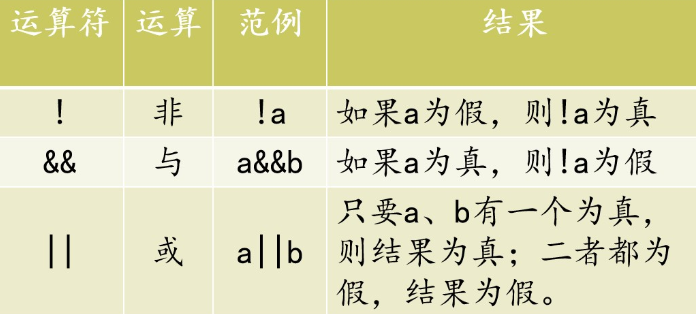 运算符 运算 范例 结果
! 非 !a 如果a为假，则!a为真
&& 与 a&&b 如果a为真，则!a为假
|| 或 a||b 只要a、b有一个为真，
则结果为真；二者都为
假，结果为假。